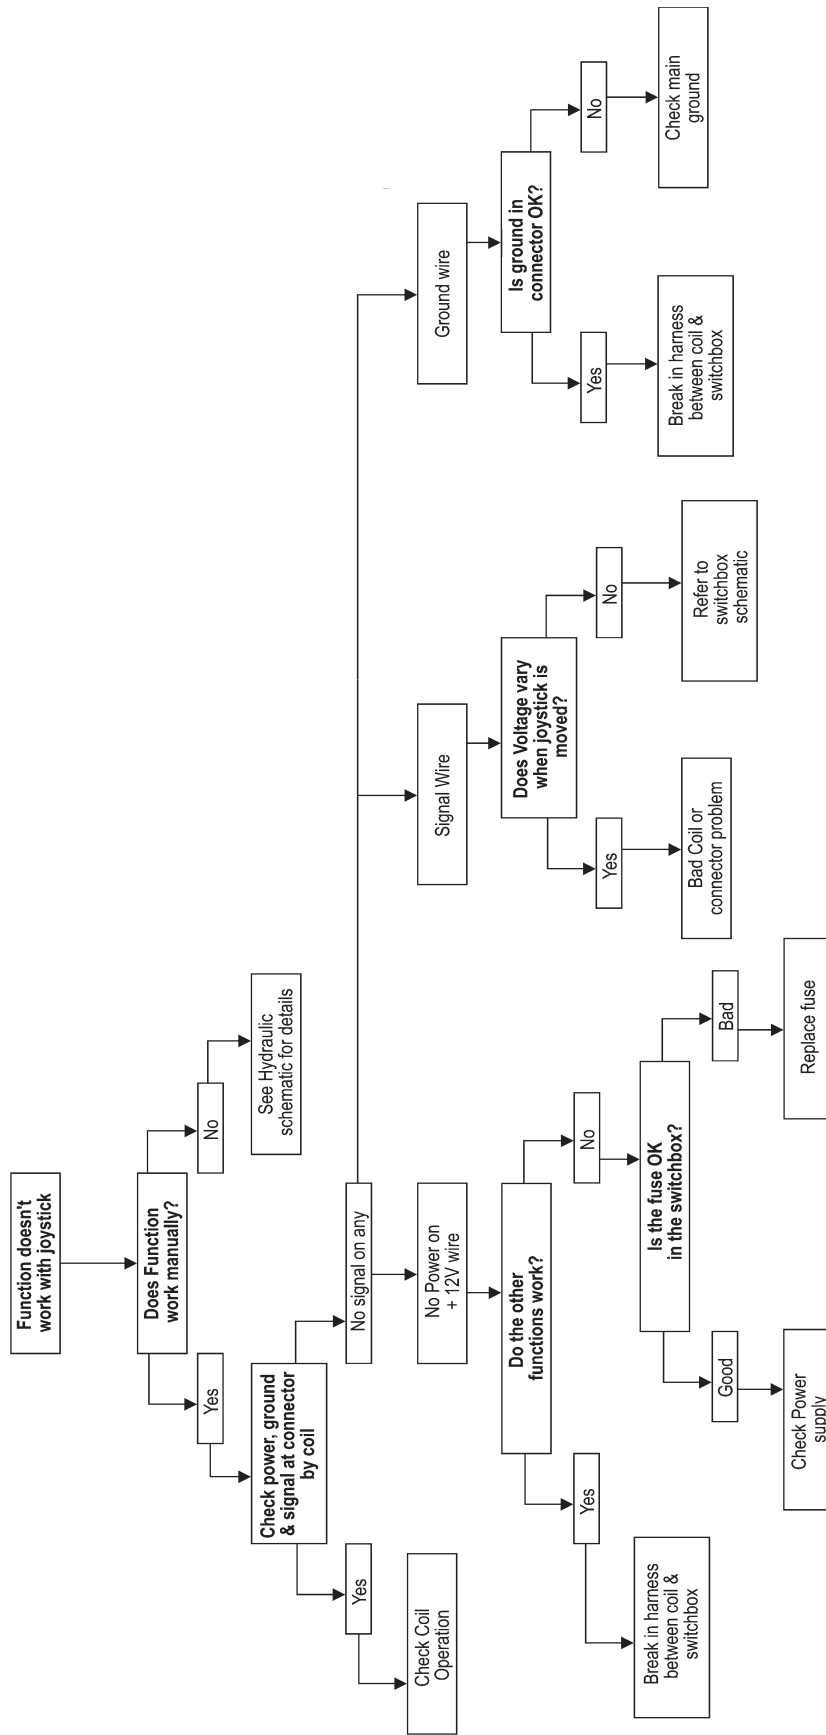 Function doesn't
work with joystick
Does Function
work manually?
Yes
No
See Hydraulic
schematic for details
Check power, ground
& signal at connector
by coil
Yes
No signal on any
Check Coil
Operation
No Power on
+ 12V wire
Signal Wire
Ground wire
Do the other
functions work?
Yes
No
Break in harness
between coil &
switchbox
Is the fuse OK
in the switchbox?
Good
Bad
Check Power
supply
Replace fuse
Does Voltage vary
when joystick is
moved?
Yes
No
Bad Coil or
connector problem
Refer to
switchbox
schematic
Is ground in
connector OK?
Yes
No
Break in harness
between coil &
switchbox
Check main
ground